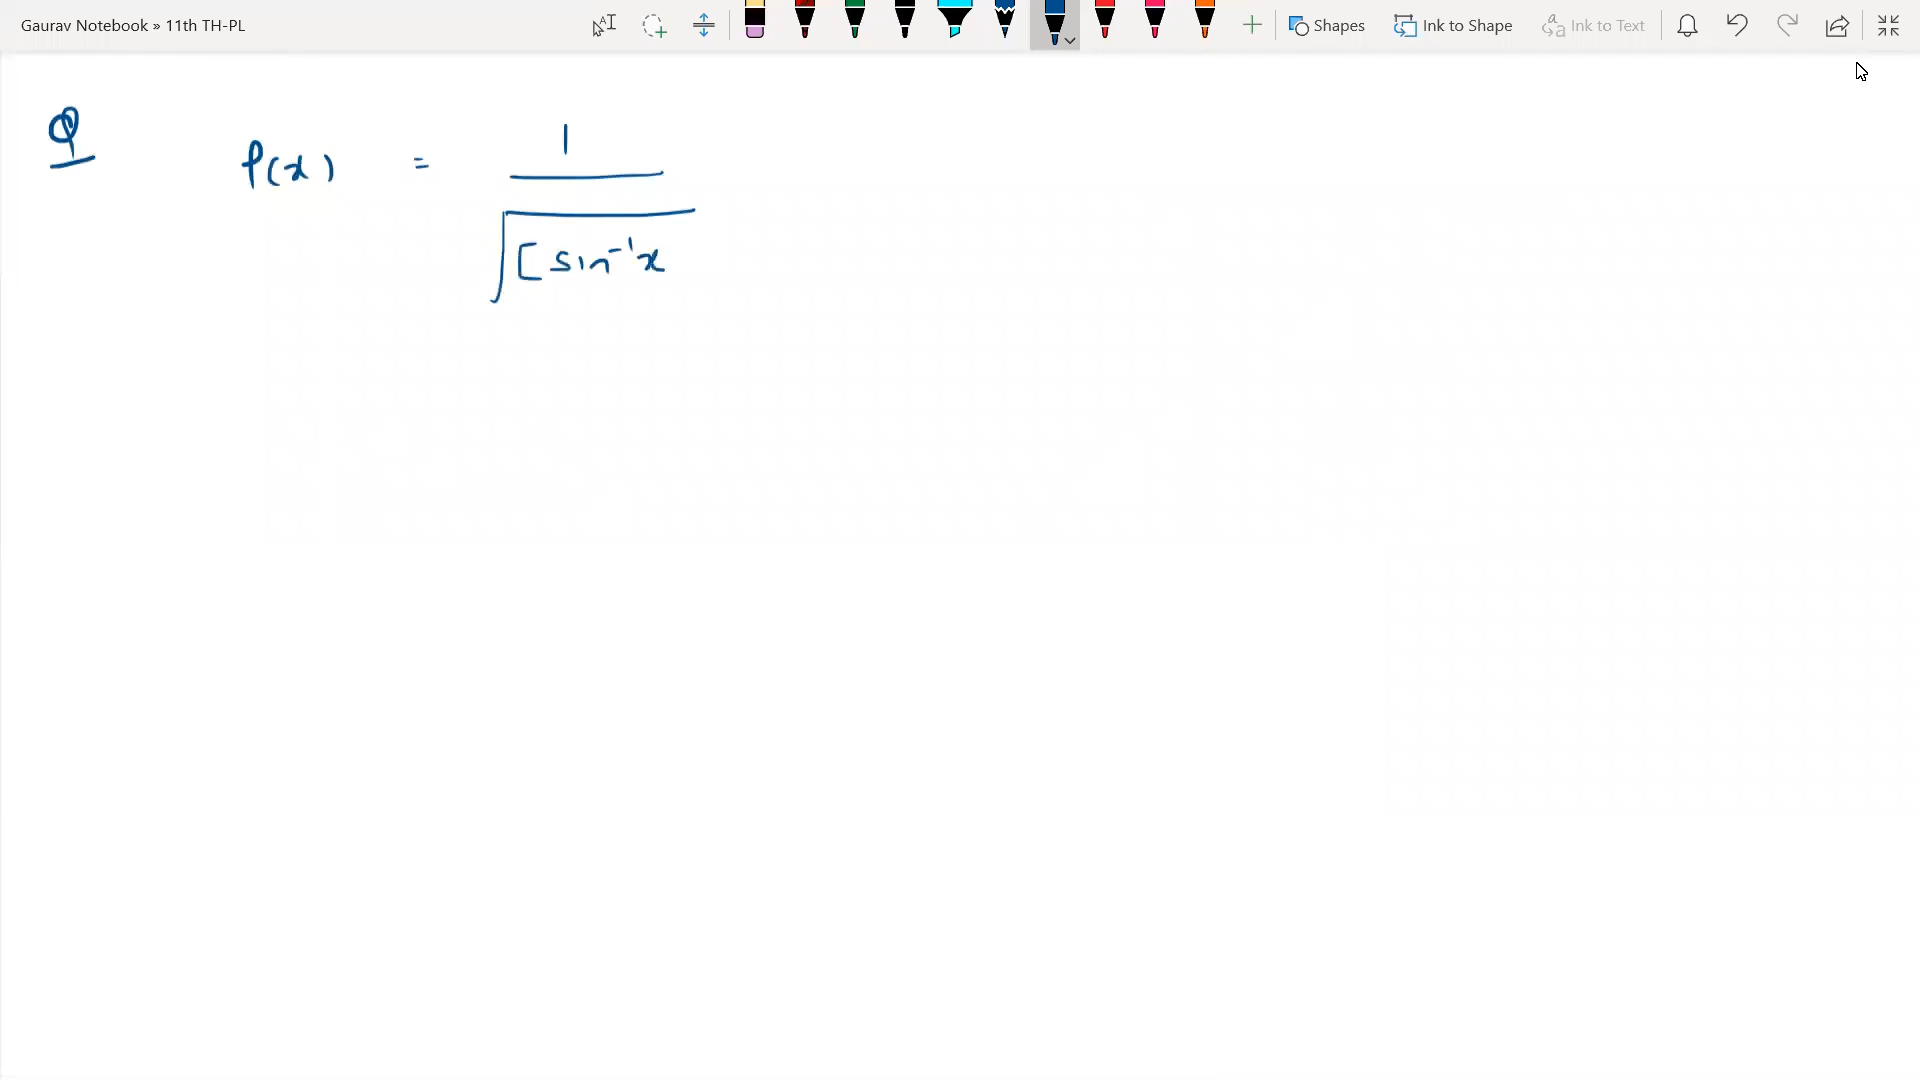 Gaurav Notebook » 11th TH-PL
Shapes
Ink to Shape
Ink to Text
Q
f(x) = 1
√[ sin⁻¹x